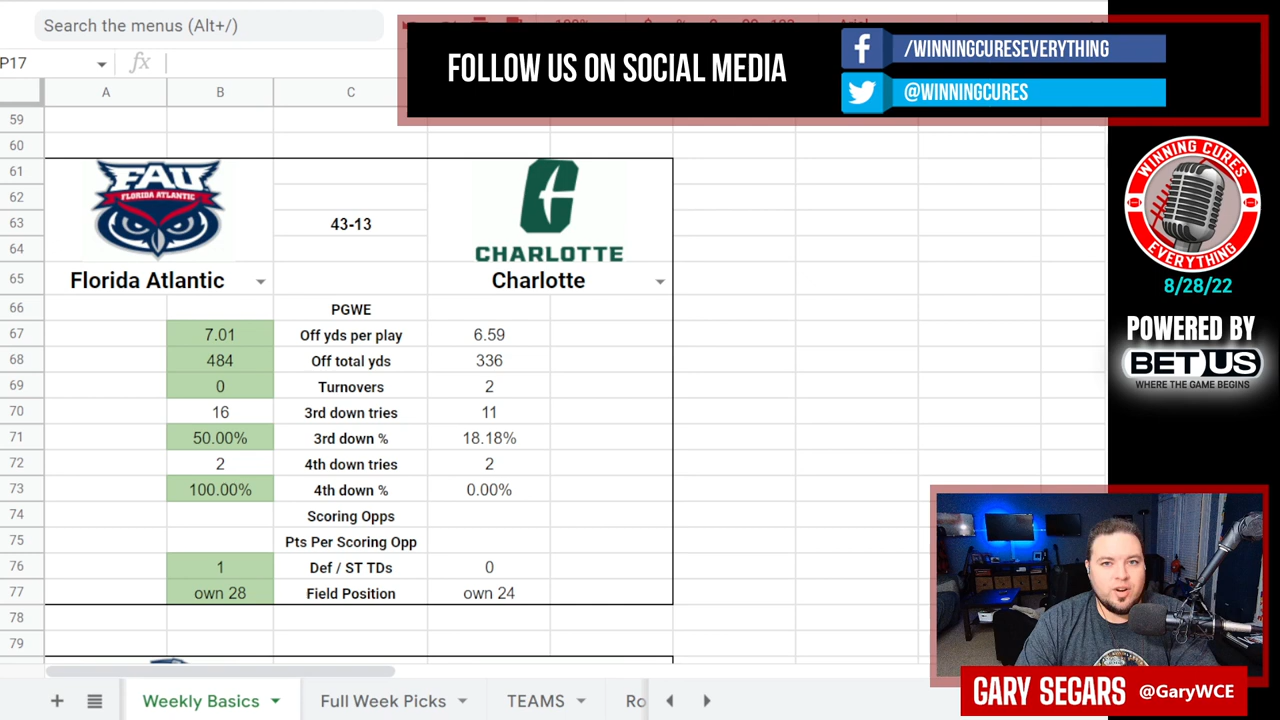 Search the menus (Alt+/)
FOLLOW US ON SOCIAL MEDIA
f /WINNINGCURESEVERYTHING
@WINNINGCURES
P17
fx
A B C
59
60
61
62
63 43-13
64
FAU
FLORIDA ATLANTIC
C
CHARLOTTE
65 Florida Atlantic Charlotte
66 PGWE
67 7.01 Off yds per play 6.59
68 484 Off total yds 336
69 0 Turnovers 2
70 16 3rd down tries 11
71 50.00% 3rd down % 18.18%
72 2 4th down tries 2
73 100.00% 4th down % 0.00%
74 Scoring Opps
75 Pts Per Scoring Opp
76 1 Def / ST TDs 0
77 own 28 Field Position own 24
78
79
+ Weekly Basics Full Week Picks TEAMS Ro
WINNING CURES
EVERYTHING
8/28/22
POWERED BY
BETUS
WHERE THE GAME BEGINS
GARY SEGARS @GaryWCE